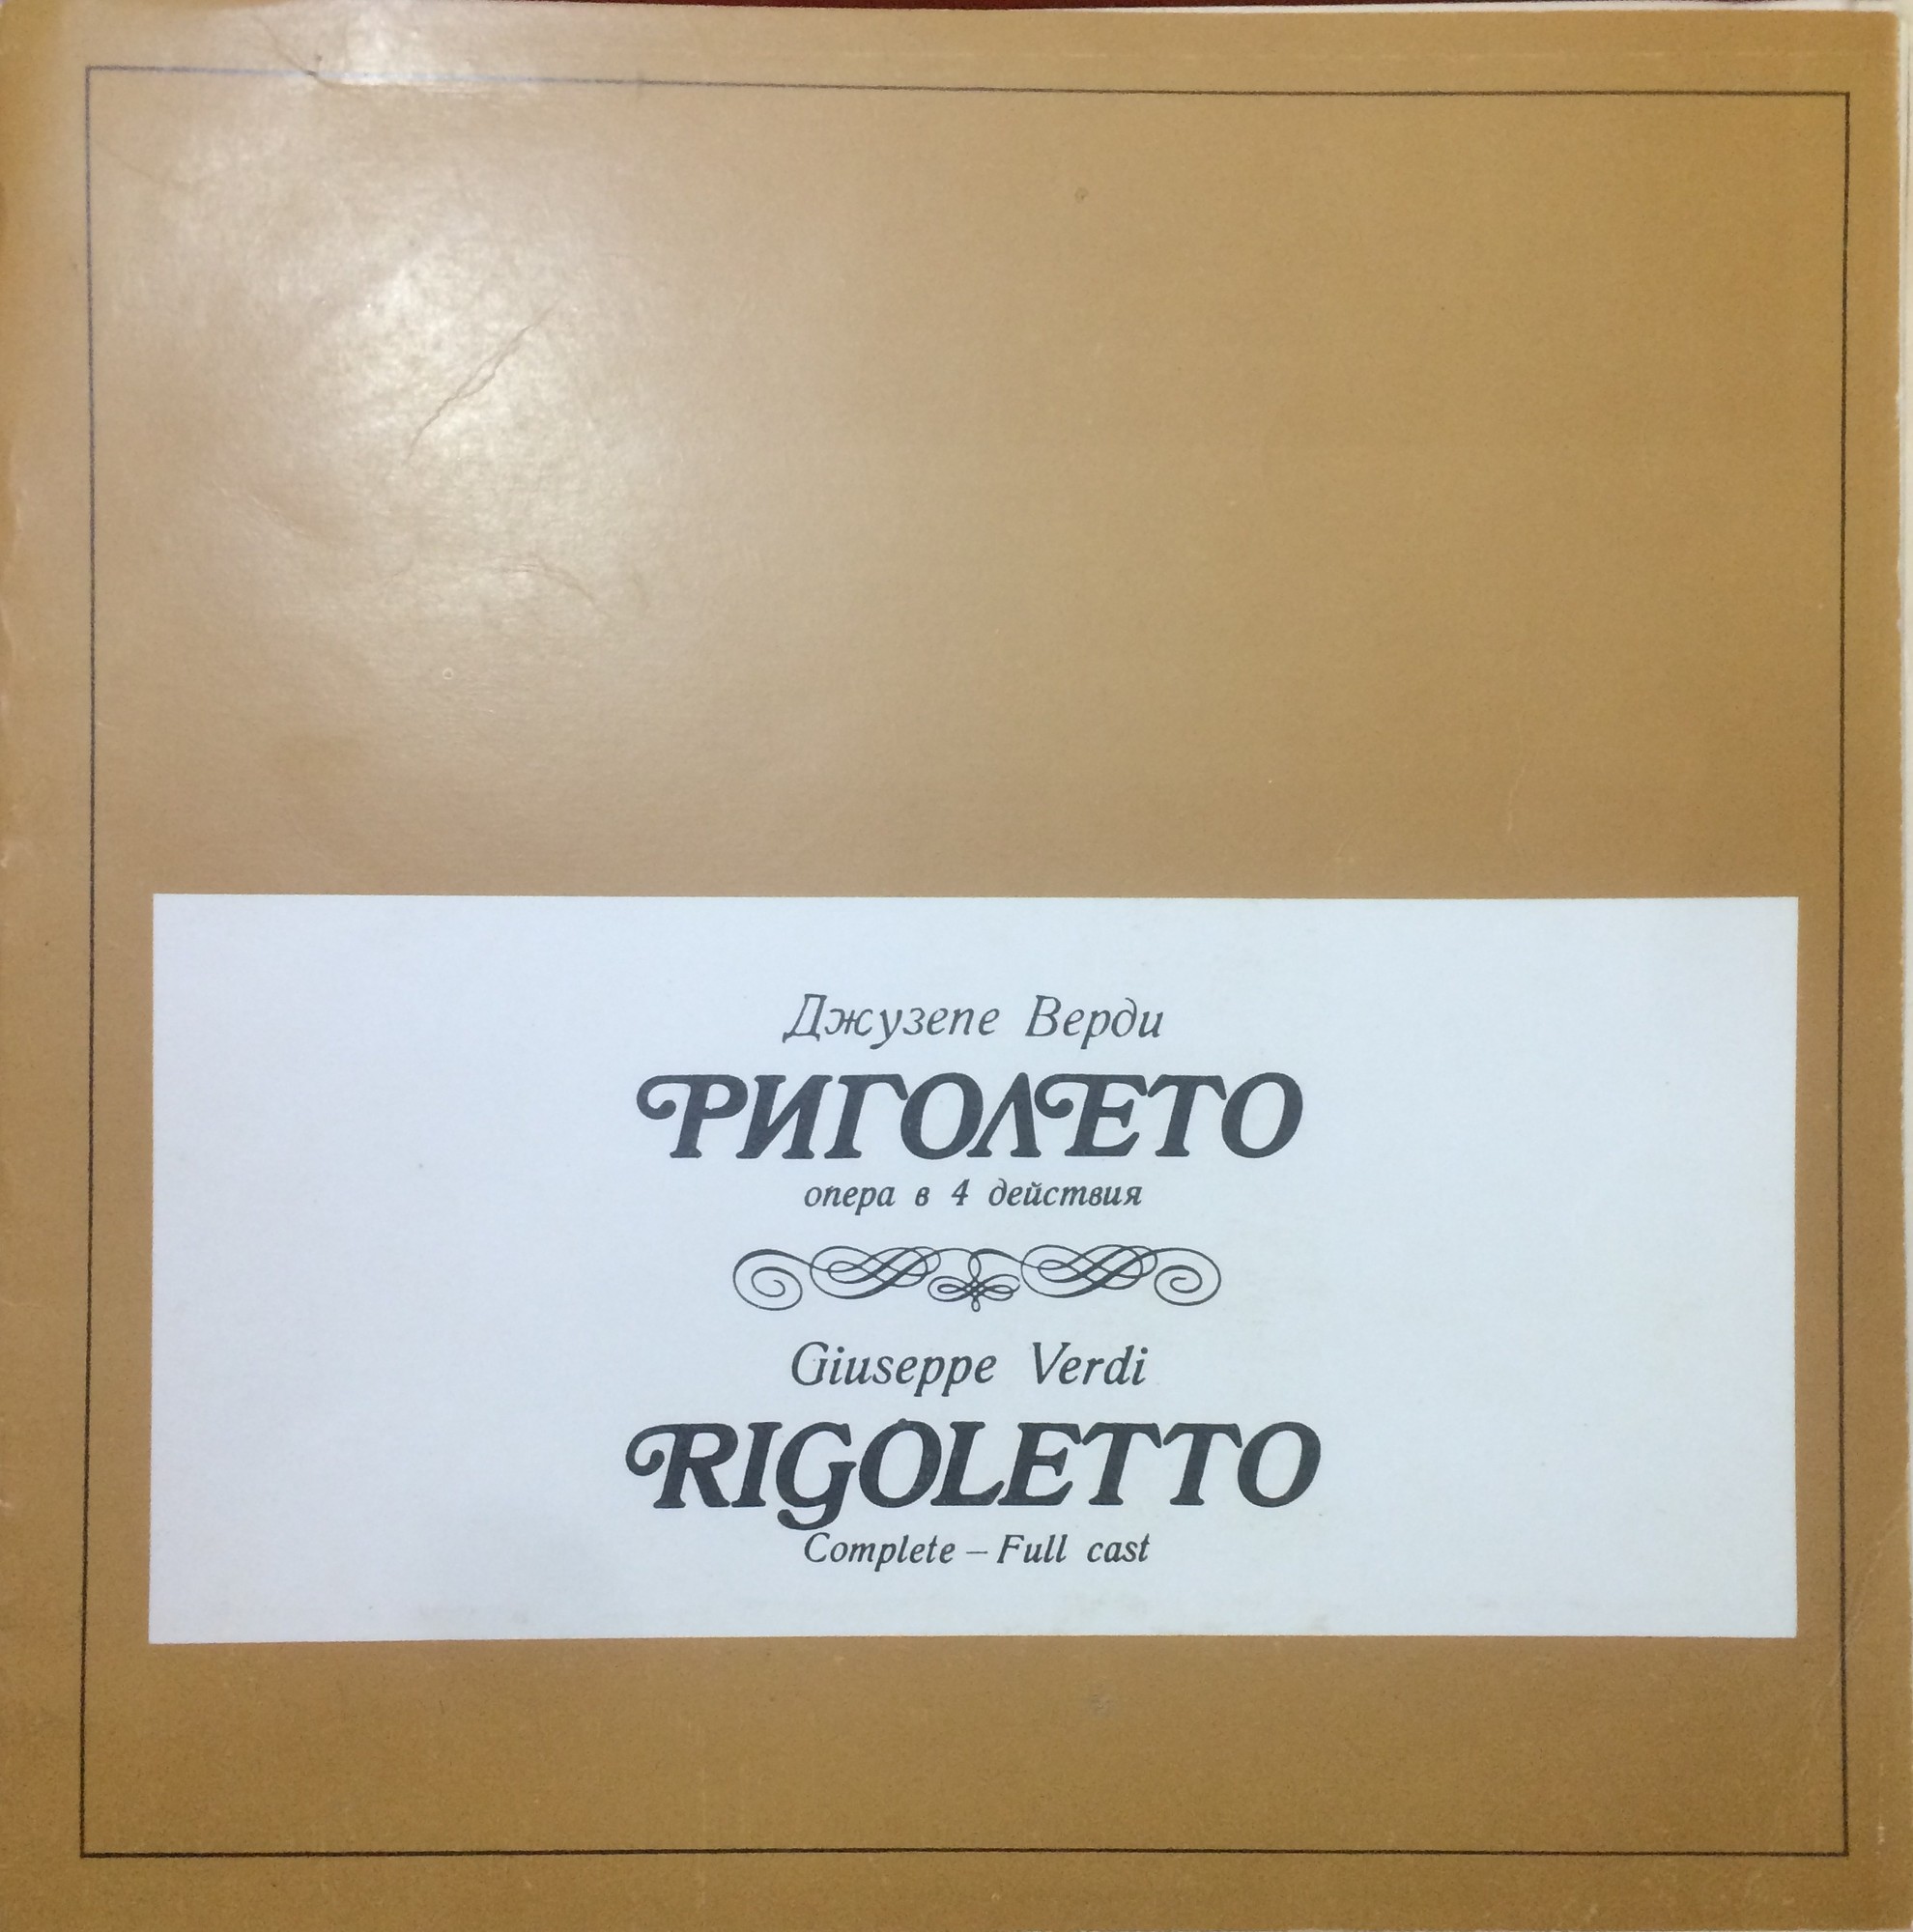 Джузепе Верди
РИГОЛЕТО
опера в 4 действия
Giuseppe Verdi
RIGOLETTO
Complete – Full cast